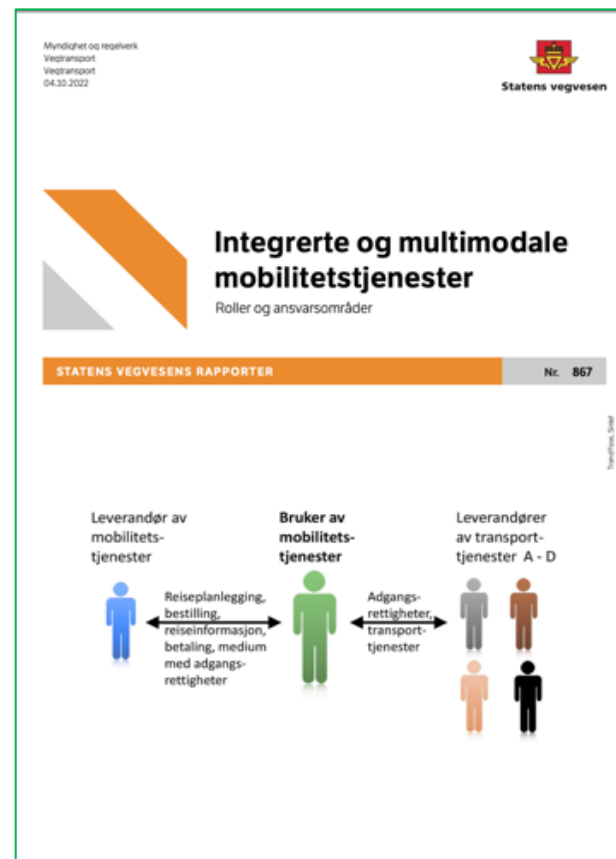 Myndighet og regelverk
Vegtransport
Vegtransport
04.10.2022
Statens vegvesen
Integrerte og multimodale
mobilitetstjenester
Roller og ansvarsområder
STATENS VEGVESENS RAPPORTER
Nr. 867
Leverandør av
mobilitets-
tjenester
Bruker av
mobilitets-
tjenester
Leverandører
av transport-
tjenester A - D
Reiseplanlegging,
bestilling,
reiseinformasjon,
betaling, medium
med adgangs-
rettigheter
Adgangs-
rettigheter,
transport-
tjenester